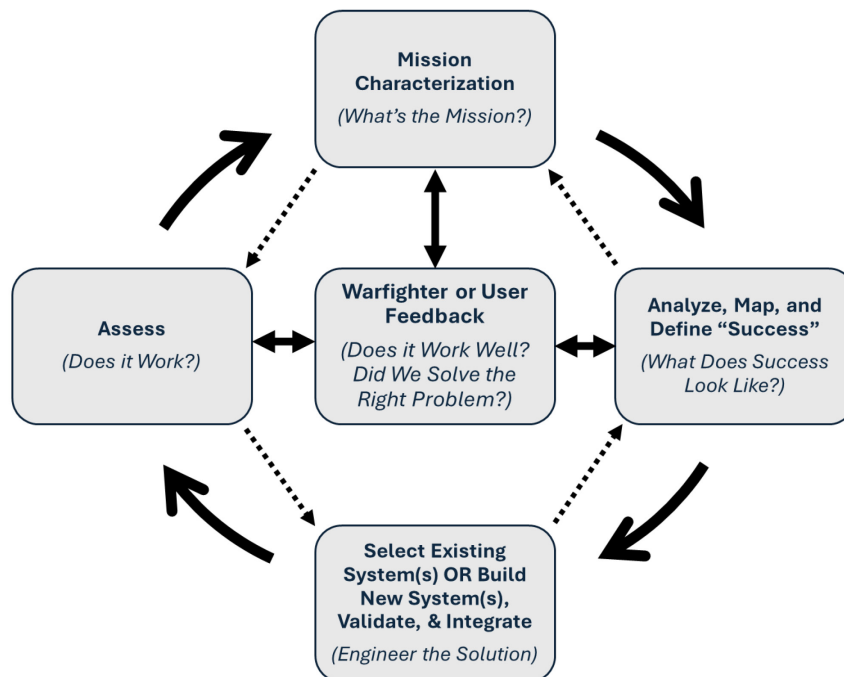 Mission
Characterization
(What's the Mission?)
Assess
(Does it Work?)
Warfighter or User
Feedback
(Does it Work Well?
Did We Solve the
Right Problem?)
Analyze, Map, and
Define “Success”
(What Does Success
Look Like?)
Select Existing
System(s) OR Build
New System(s),
Validate, & Integrate
(Engineer the Solution)